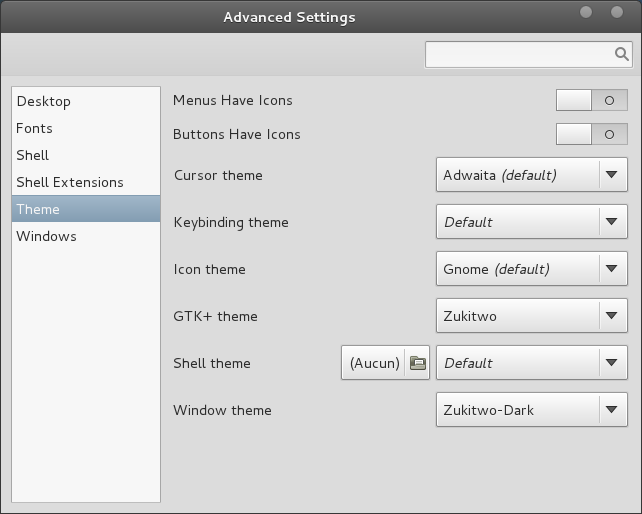 Advanced Settings
Desktop
Fonts
Shell
Shell Extensions
Theme
Windows
Menus Have Icons
Buttons Have Icons
Cursor theme Adwaita (default)
Keybinding theme Default
Icon theme Gnome (default)
GTK+ theme Zukitwo
Shell theme (Aucun) Default
Window theme Zukitwo-Dark